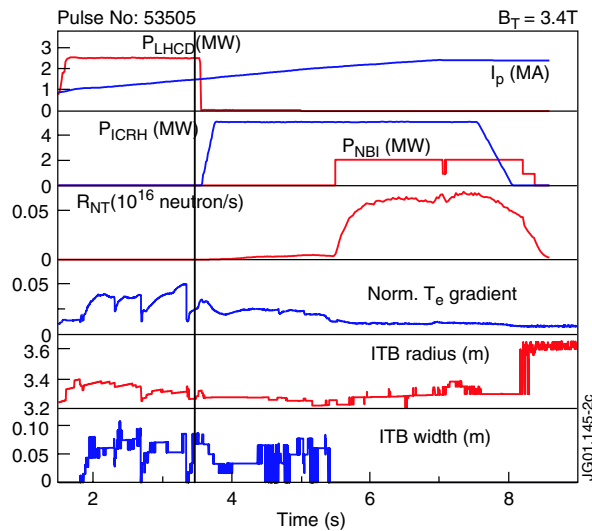 Pulse No: 53505
B_T = 3.4T
3
2
1
0
P_LHCD(MW)
I_p (MA)
4
2
0
P_ICRH(MW)
P_NBI (MW)
0.05
0
R_NT(10^16 neutron/s)
0.05
0
Norm. T_e gradient
3.6
3.4
3.2
ITB radius (m)
0.10
0.05
0
ITB width (m)
2
4
6
8
Time (s)
JG01.145-2c